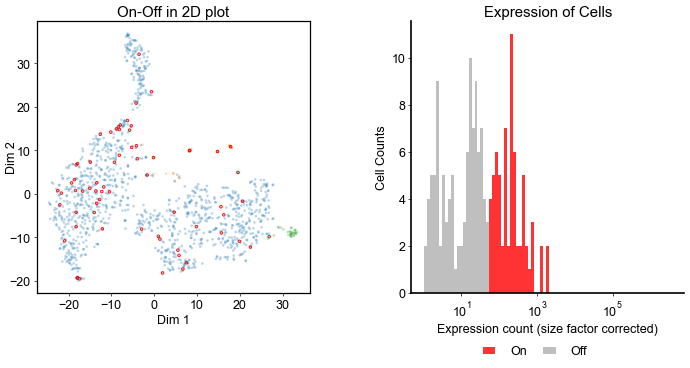 On-Off in 2D plot
Expression of Cells
Dim 2
30
20
10
0
−10
−20
−20 −10 0 10 20 30
Dim 1
Cell Counts
10
8
6
4
2
0
10^1 10^3 10^5
Expression count (size factor corrected)
On Off